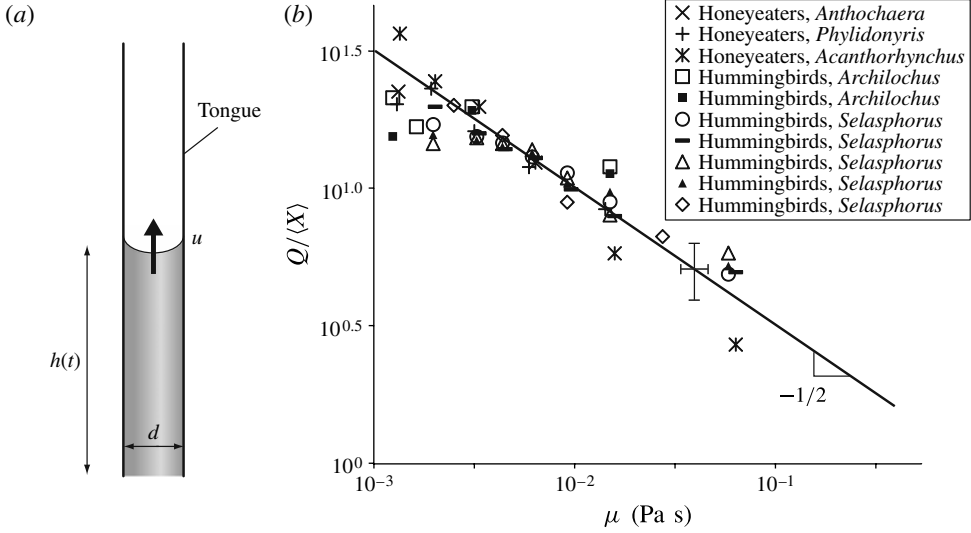 (a)
Tongue
u
h(t)
d
(b)
Honeyeaters, Anthochaera
Honeyeaters, Phylidonyris
Honeyeaters, Acanthorhynchus
Hummingbirds, Archilochus
Hummingbirds, Archilochus
Hummingbirds, Selasphorus
Hummingbirds, Selasphorus
Hummingbirds, Selasphorus
Hummingbirds, Selasphorus
Hummingbirds, Selasphorus
10^1.5
10^1.0
Q/⟨X⟩
10^0.5
−1/2
10^0
10^−3
10^−2
10^−1
μ (Pa s)